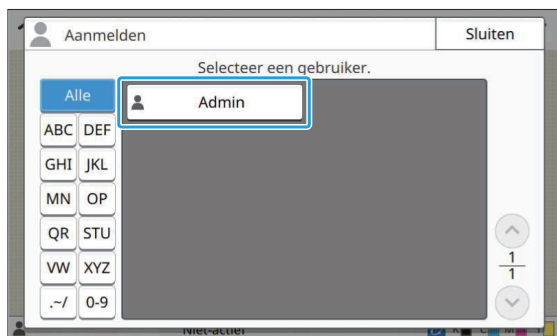 Aanmelden
Sluiten
Selecteer een gebruiker.
Alle
Admin
ABC DEF
GHI JKL
MN OP
QR STU
VW XYZ
1
1
.~/ 0-9
Niet-actief
K C M Y